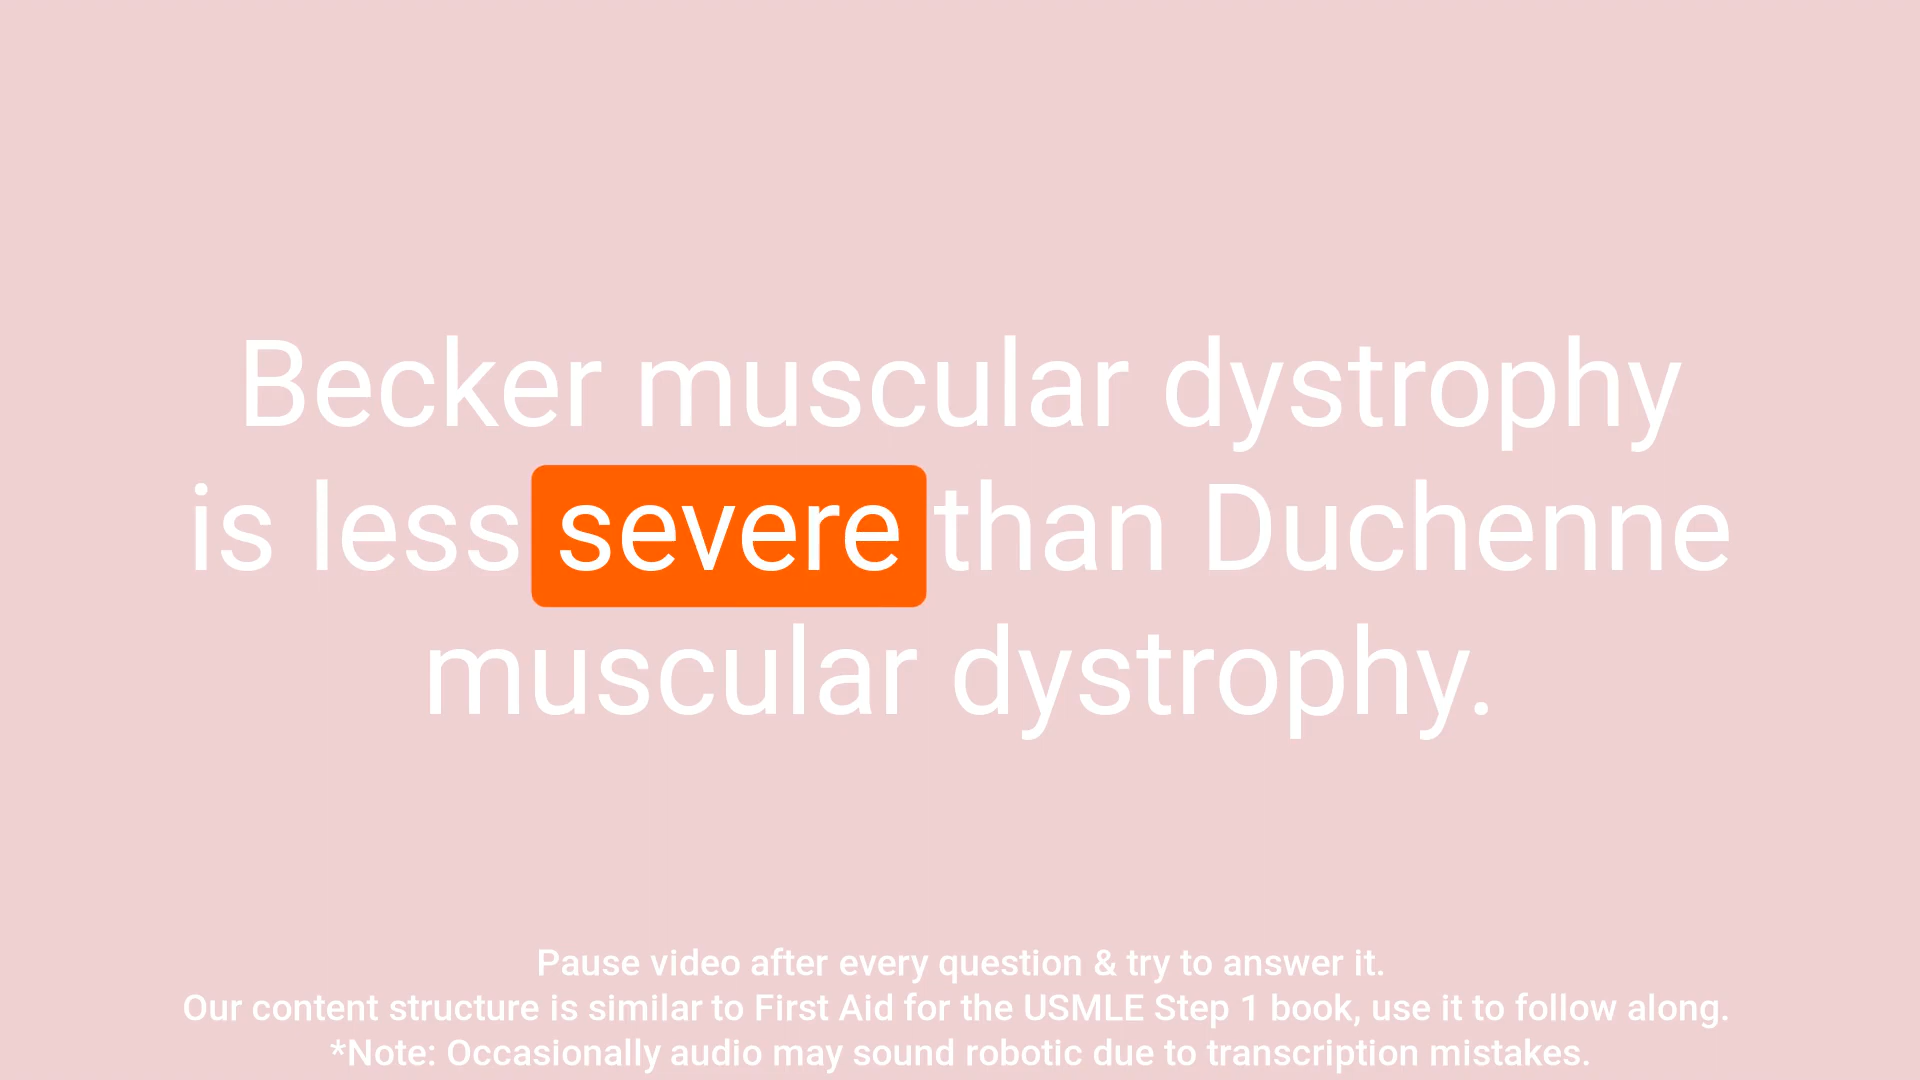 Becker muscular dystrophy
is less severe than Duchenne
muscular dystrophy.
Pause video after every question & try to answer it.
Our content structure is similar to First Aid for the USMLE Step 1 book, use it to follow along.
*Note: Occasionally audio may sound robotic due to transcription mistakes.